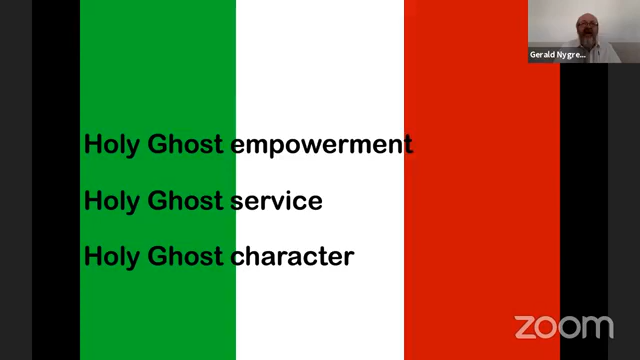 Gerald Nygre...
Holy Ghost empowerment
Holy Ghost service
Holy Ghost character
zoom